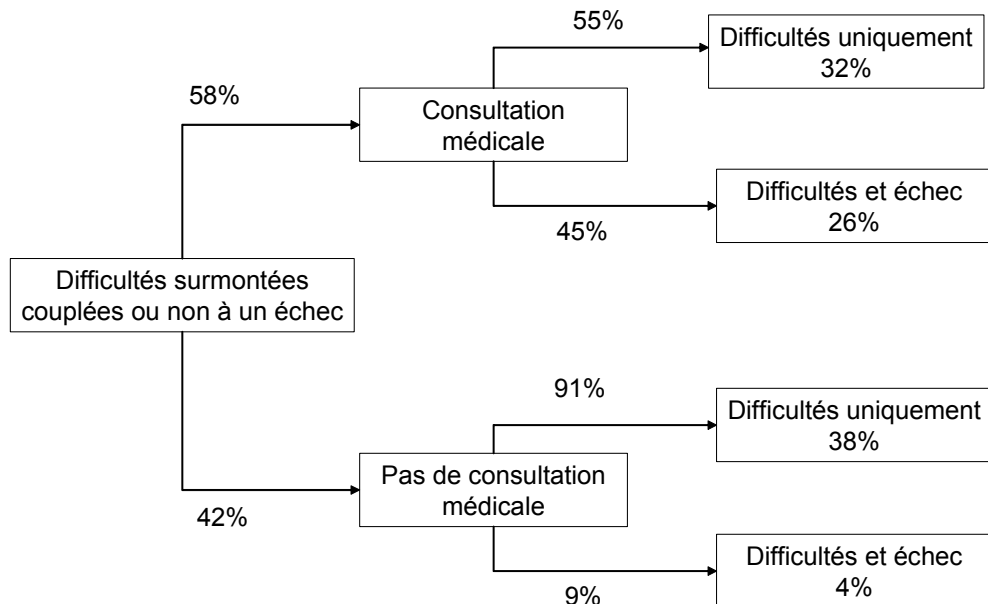 55%
Difficultés uniquement
32%
58%
Consultation
médicale
Difficultés et échec
26%
45%
Difficultés surmontées
couplées ou non à un échec
91%
Difficultés uniquement
38%
Pas de consultation
médicale
42%
Difficultés et échec
4%
9%